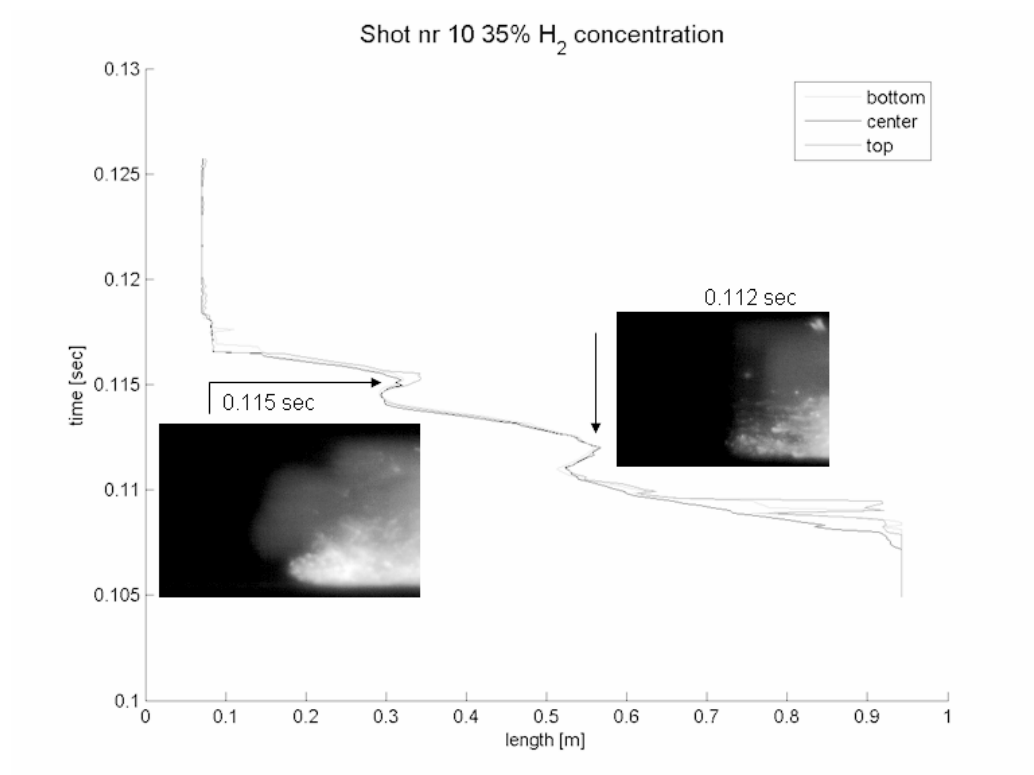 Shot nr 10 35% H2 concentration
0.13
bottom
center
top
0.125
0.12
0.112 sec
time [sec]
0.115
0.115 sec
0.11
0.105
0.1
0 0.1 0.2 0.3 0.4 0.5 0.6 0.7 0.8 0.9 1
length [m]